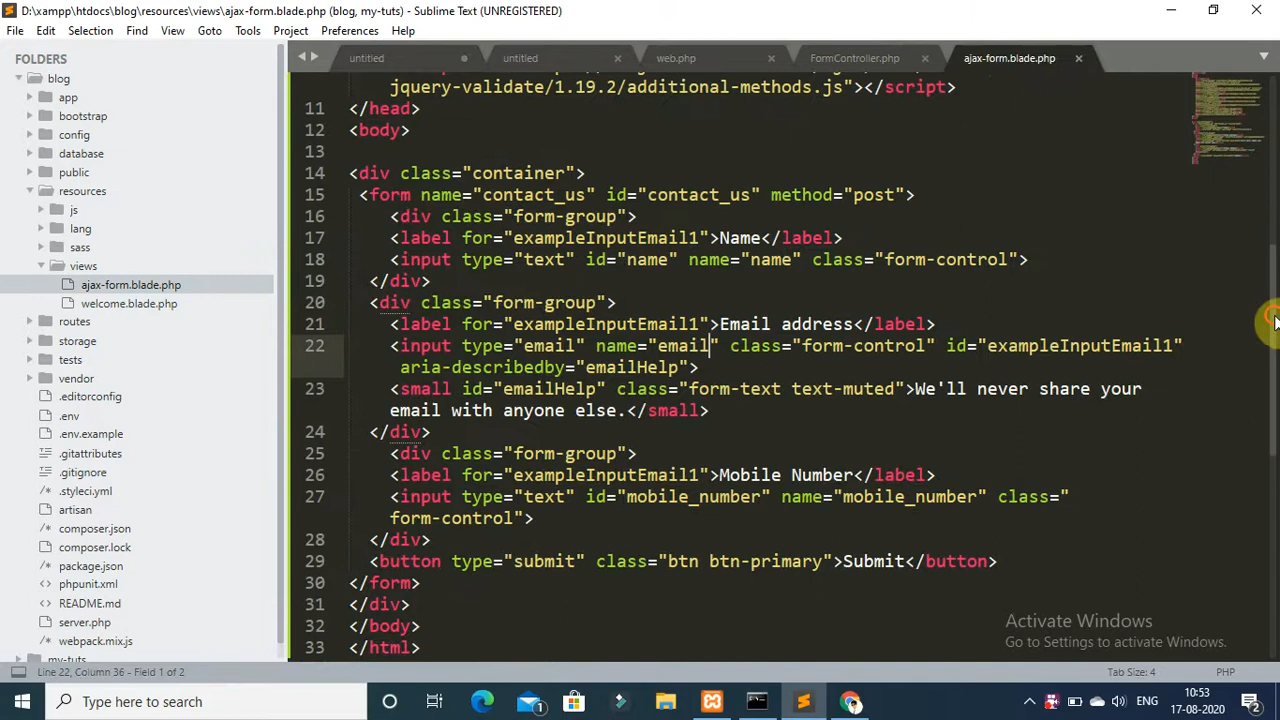 D:\xampp\htdocs\blog\resources\views\ajax-form.blade.php (blog, my-tuts) - Sublime Text (UNREGISTERED)
File Edit Selection Find View Goto Tools Project Preferences Help
FOLDERS
blog
app
bootstrap
config
database
public
resources
js
lang
sass
views
ajax-form.blade.php
welcome.blade.php
routes
storage
tests
vendor
.editorconfig
.env
.env.example
.gitattributes
.gitignore
.styleci.yml
artisan
composer.json
composer.lock
package.json
phpunit.xml
README.md
server.php
webpack.mix.js
my-tuts
untitled untitled web.php FormController.php ajax-form.blade.php
jquery-validate/1.19.2/additional-methods.js"></script>
11 </head>
12 <body>
13
14 <div class="container">
15 <form name="contact_us" id="contact_us" method="post">
16 <div class="form-group">
17 <label for="exampleInputEmail1">Name</label>
18 <input type="text" id="name" name="name" class="form-control">
19 </div>
20 <div class="form-group">
21 <label for="exampleInputEmail1">Email address</label>
22 <input type="email" name="email" class="form-control" id="exampleInputEmail1"
aria-describedby="emailHelp">
23 <small id="emailHelp" class="form-text text-muted">We'll never share your
email with anyone else.</small>
24 </div>
25 <div class="form-group">
26 <label for="exampleInputEmail1">Mobile Number</label>
27 <input type="text" id="mobile_number" name="mobile_number" class="
form-control">
28 </div>
29 <button type="submit" class="btn btn-primary">Submit</button>
30 </form>
31 </div>
32 </body>
33 </html>
Activate Windows
Go to Settings to activate Windows.
Line 22, Column 36 - Field 1 of 2
Tab Size: 4 PHP
Type here to search
1
ENG
10:53
17-08-2020
2